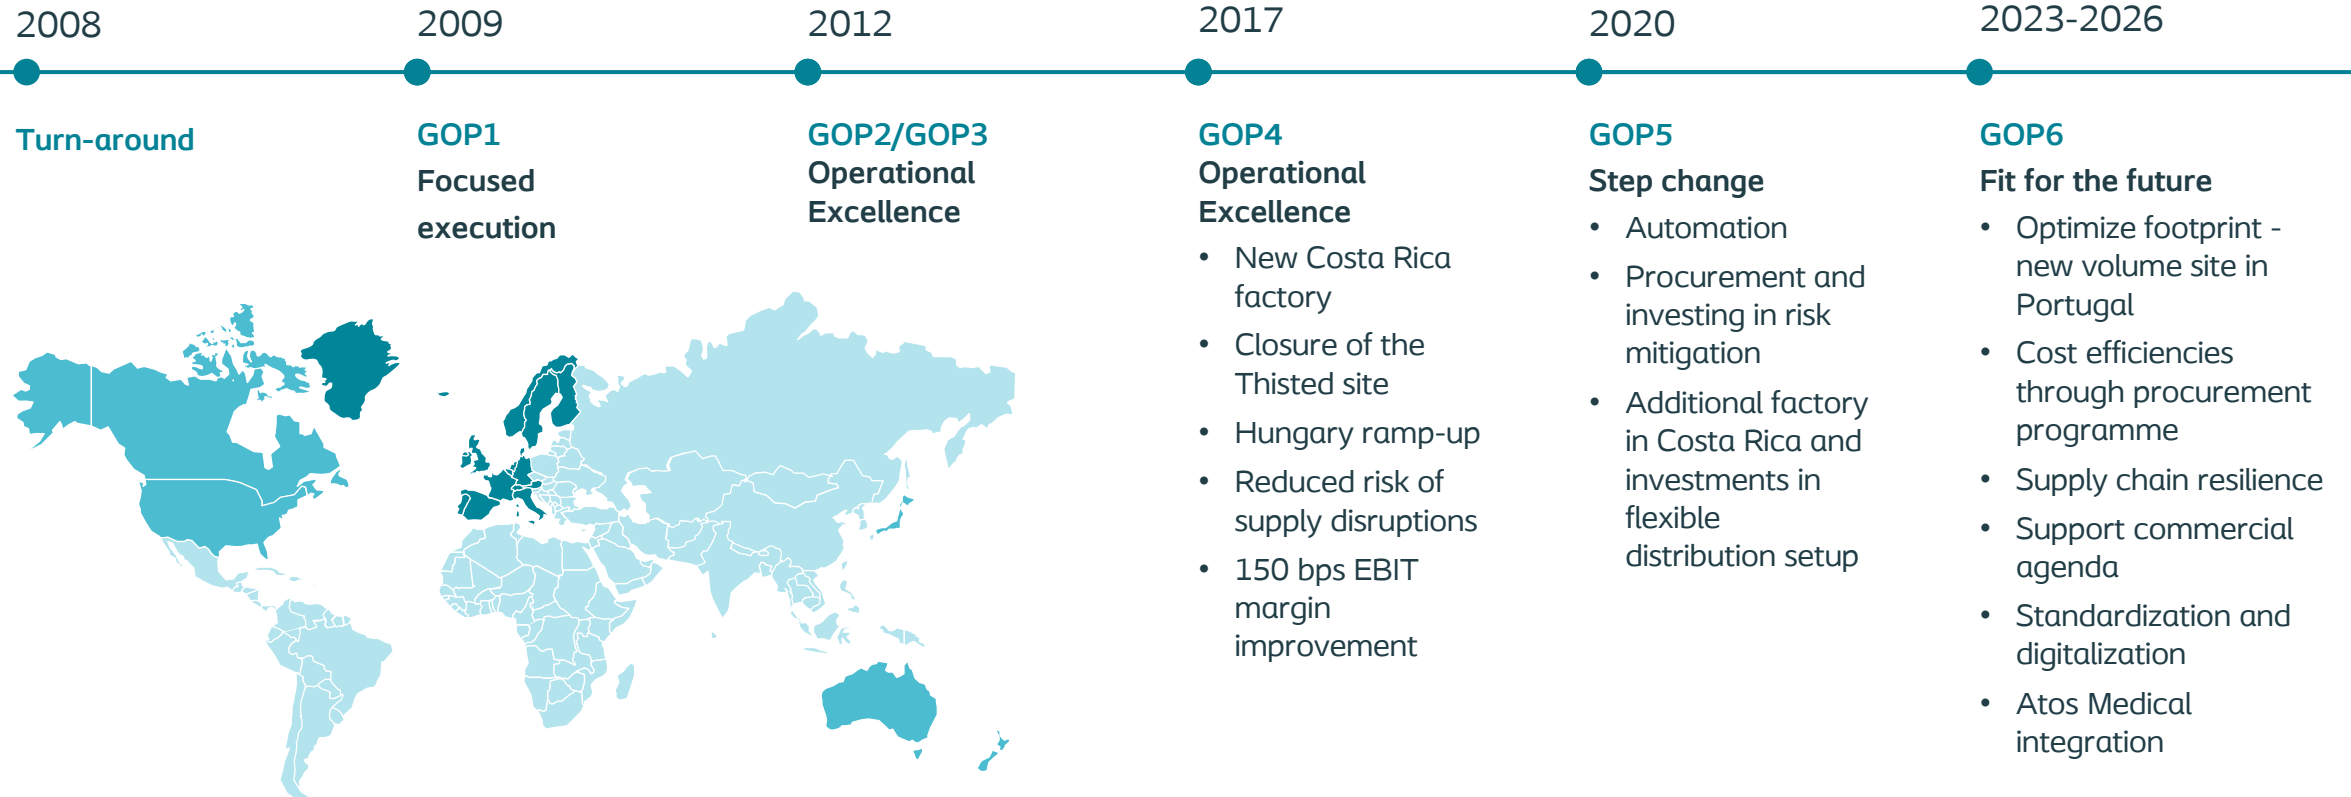 2008
Turn-around
2009
GOP1
Focused
execution
2012
GOP2/GOP3
Operational
Excellence
2017
GOP4
Operational
Excellence
• New Costa Rica
factory
• Closure of the
Thisted site
• Hungary ramp-up
• Reduced risk of
supply disruptions
• 150 bps EBIT
margin
improvement
2020
GOP5
Step change
• Automation
• Procurement and
investing in risk
mitigation
• Additional factory
in Costa Rica and
investments in
flexible
distribution setup
2023-2026
GOP6
Fit for the future
• Optimize footprint -
new volume site in
Portugal
• Cost efficiencies
through procurement
programme
• Supply chain resilience
• Support commercial
agenda
• Standardization and
digitalization
• Atos Medical
integration